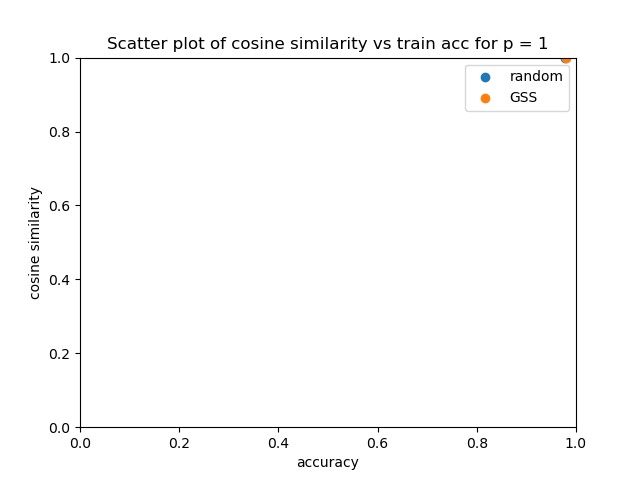 Scatter plot of cosine similarity vs train acc for p = 1
1.0
random
GSS
0.8
0.6
cosine similarity
0.4
0.2
0.0
0.0 0.2 0.4 0.6 0.8 1.0
accuracy